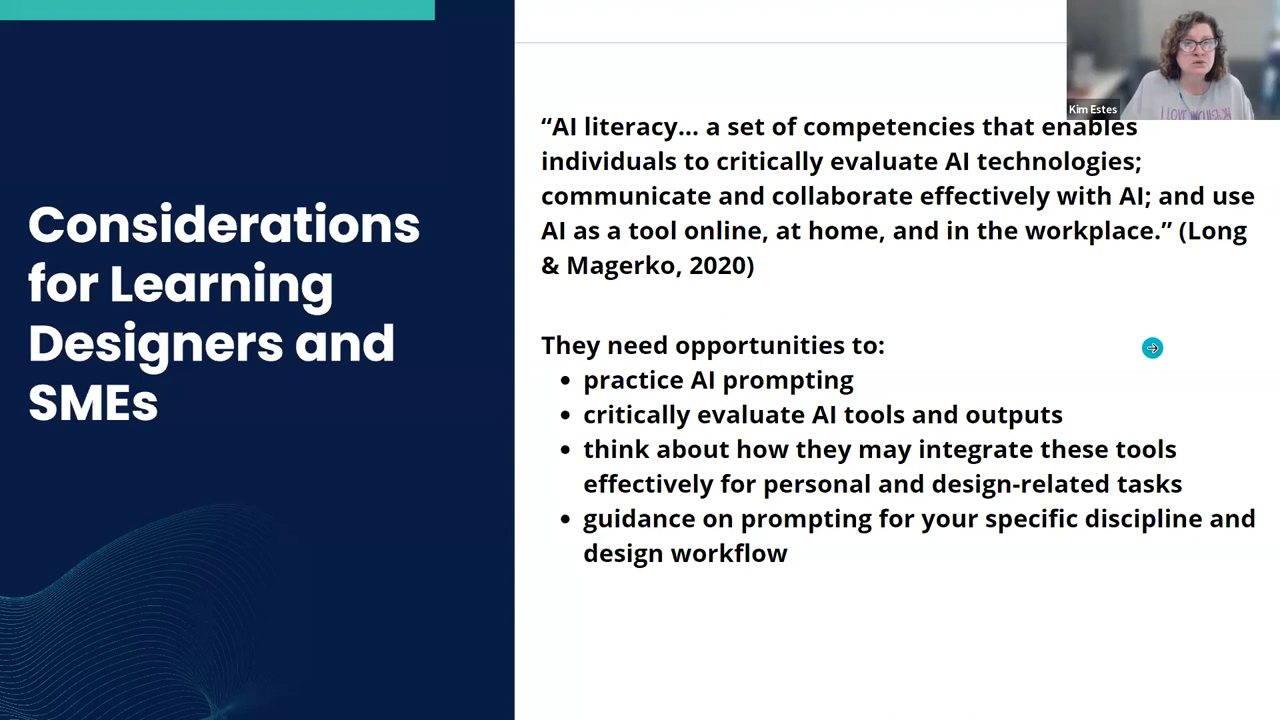 Considerations
for Learning
Designers and
SMEs
Kim Estes
“AI literacy... a set of competencies that enables
individuals to critically evaluate AI technologies;
communicate and collaborate effectively with AI; and use
AI as a tool online, at home, and in the workplace.” (Long
& Magerko, 2020)
They need opportunities to:
• practice AI prompting
• critically evaluate AI tools and outputs
• think about how they may integrate these tools
effectively for personal and design-related tasks
• guidance on prompting for your specific discipline and
design workflow